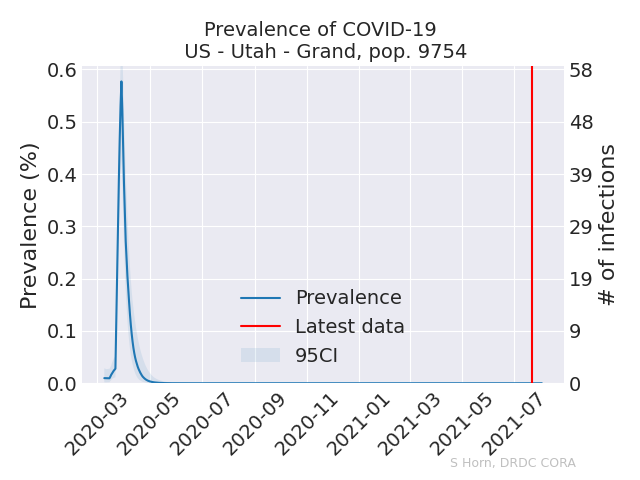 Prevalence of COVID-19
US - Utah - Grand, pop. 9754
0.6
0.5
0.4
0.3
0.2
0.1
0.0
Prevalence (%)
58
48
39
29
19
9
0
# of infections
Prevalence
Latest data
95CI
2020-03
2020-05
2020-07
2020-09
2020-11
2021-01
2021-03
2021-05
2021-07
S Horn, DRDC CORA